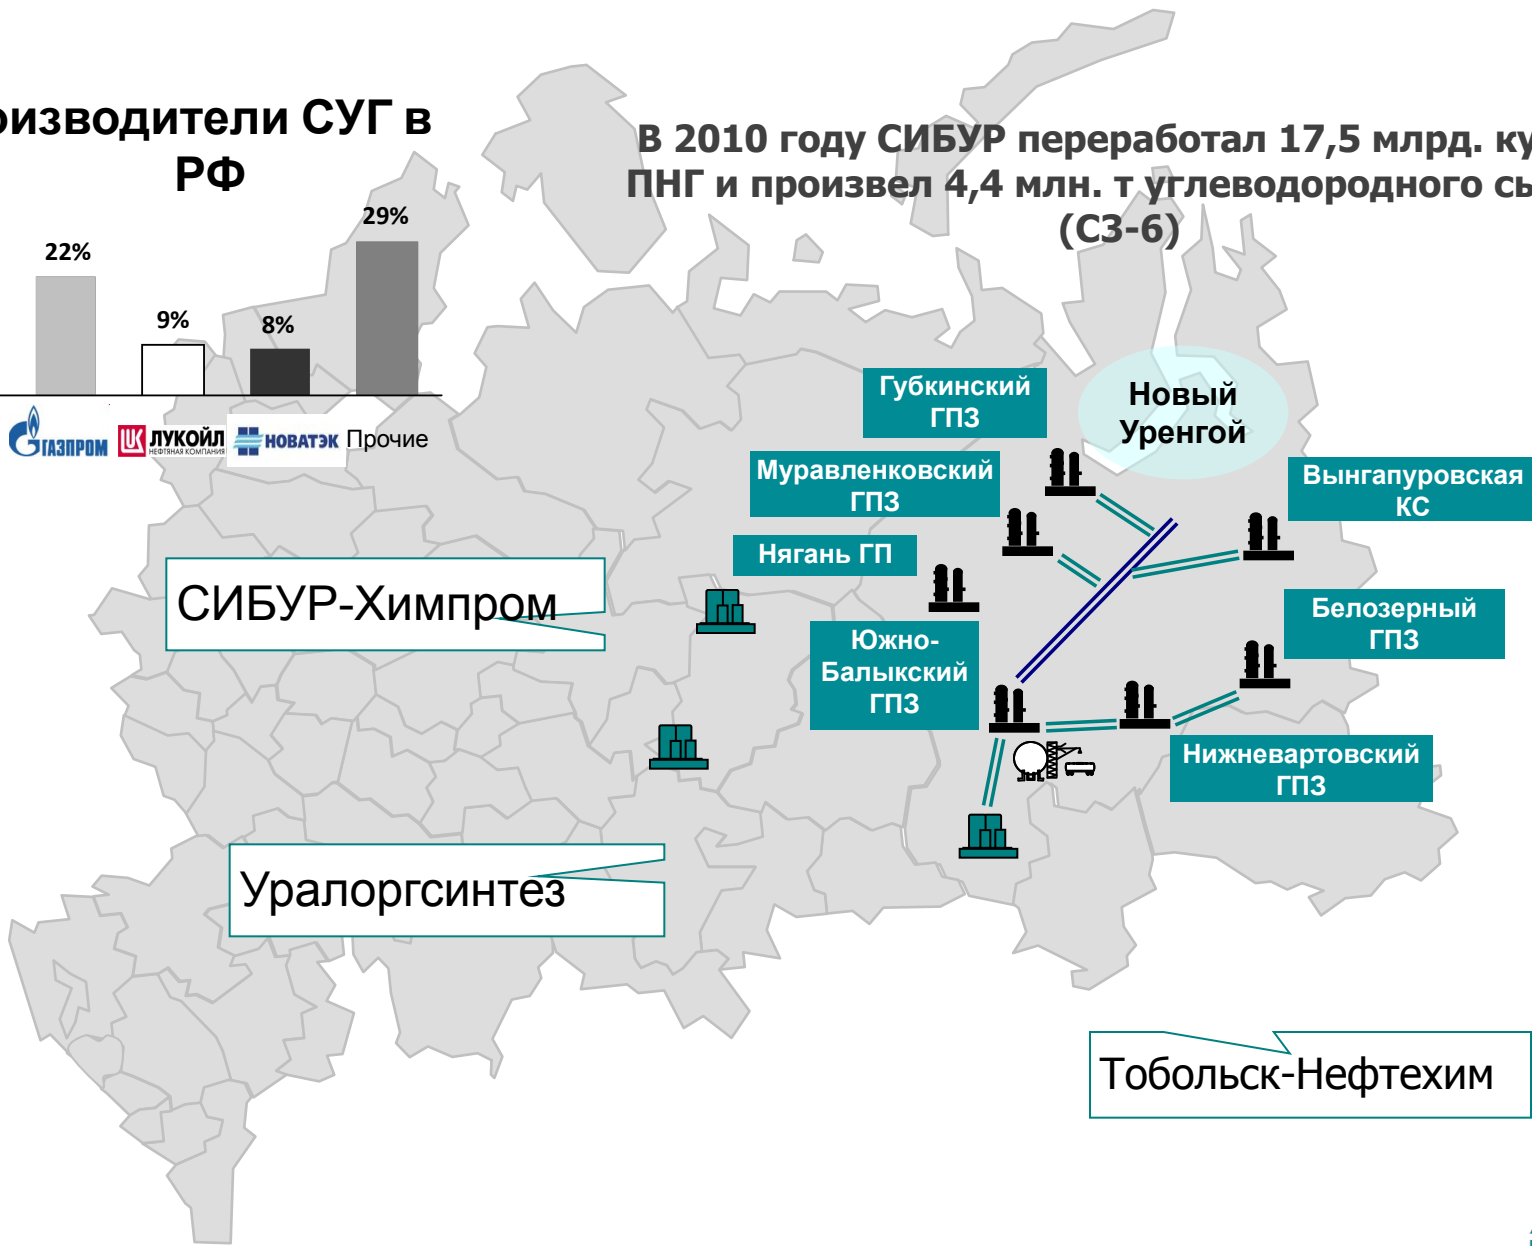 оизводители СУГ в
РФ
В 2010 году СИБУР переработал 17,5 млрд. ку
ПНГ и произвел 4,4 млн. т углеводородного сы
(С3-6)
22%
9%
8%
29%
ГАЗПРОМ
ЛУКОЙЛ
НЕФТЯНАЯ КОМПАНИЯ
НОВАТЭК
Прочие
Губкинский
ГПЗ
Новый
Уренгой
Муравленковский
ГПЗ
Вынгапуровская
КС
Нягань ГП
СИБУР-Химпром
Белозерный
ГПЗ
Южно-
Балыкский
ГПЗ
Нижневартовский
ГПЗ
Уралоргсинтез
Тобольск-Нефтехим